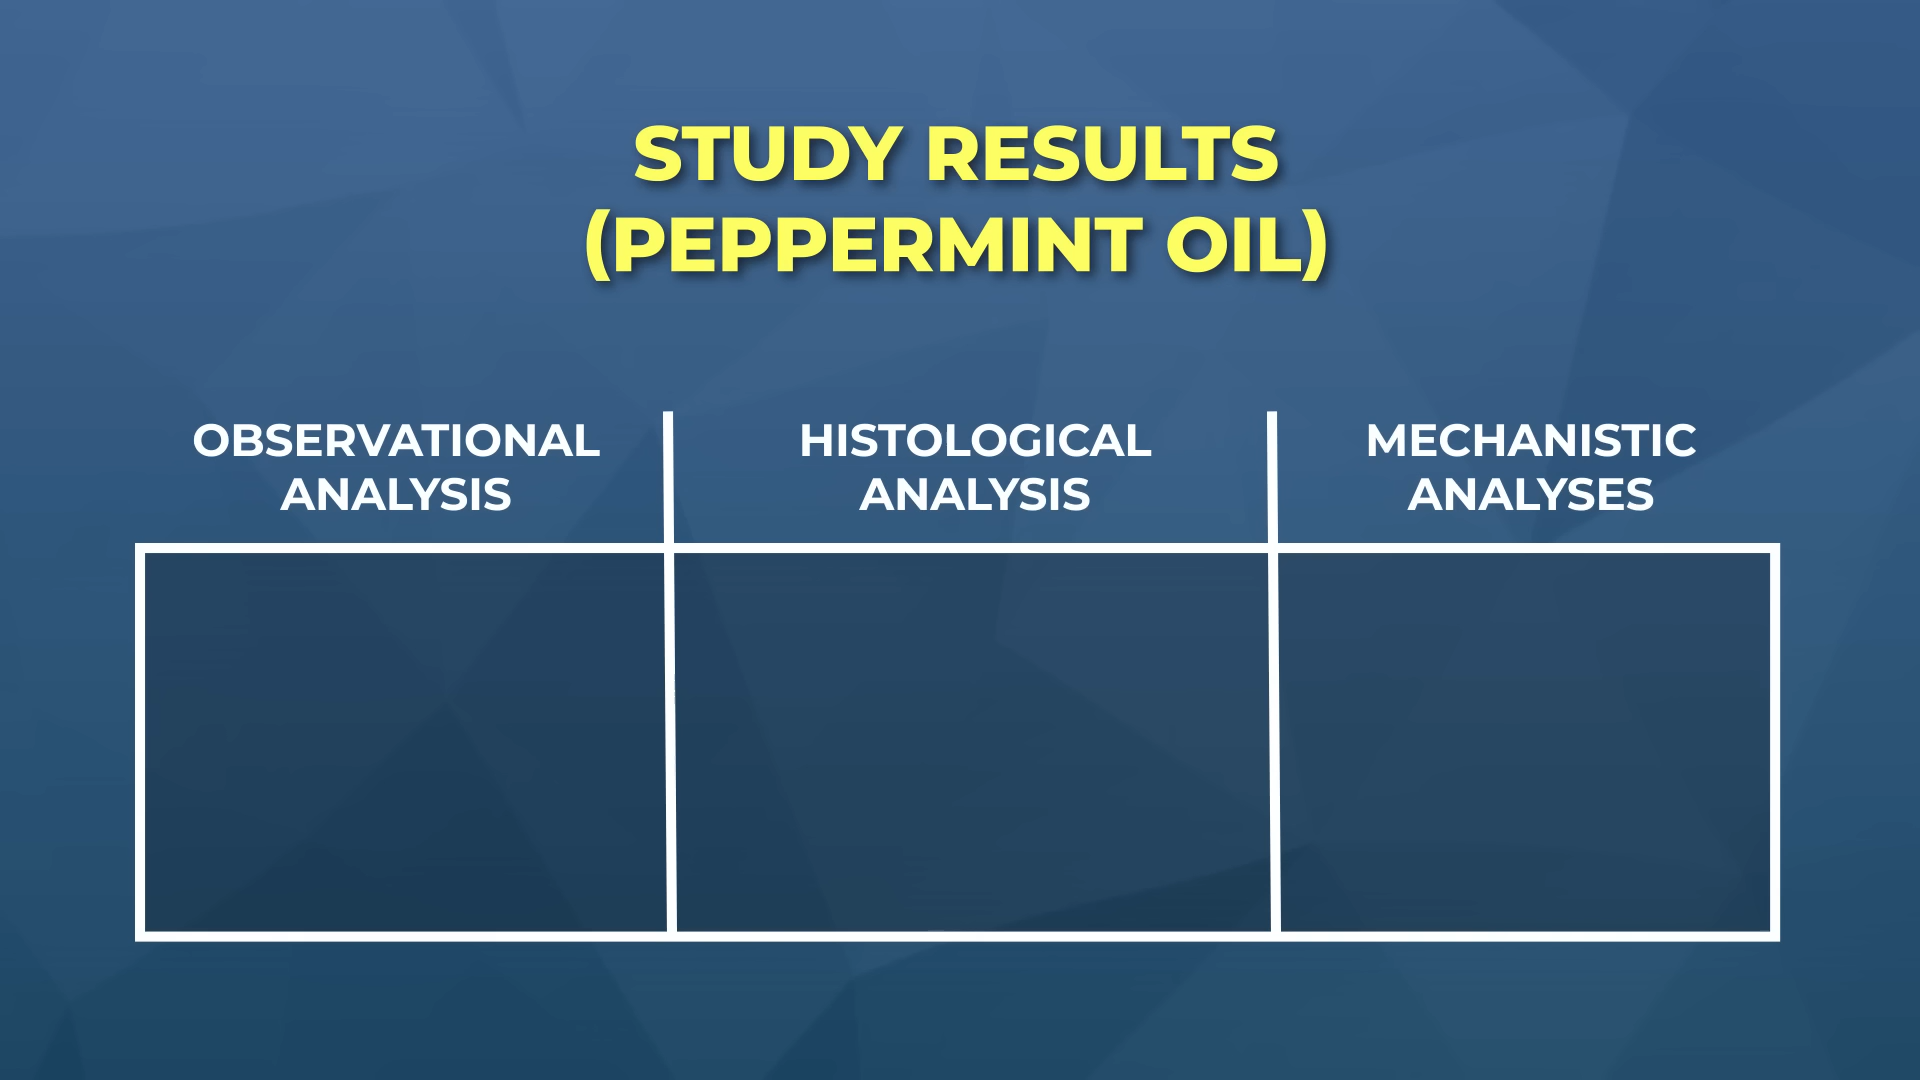 STUDY RESULTS
(PEPPERMINT OIL)
OBSERVATIONAL
ANALYSIS
HISTOLOGICAL
ANALYSIS
MECHANISTIC
ANALYSES